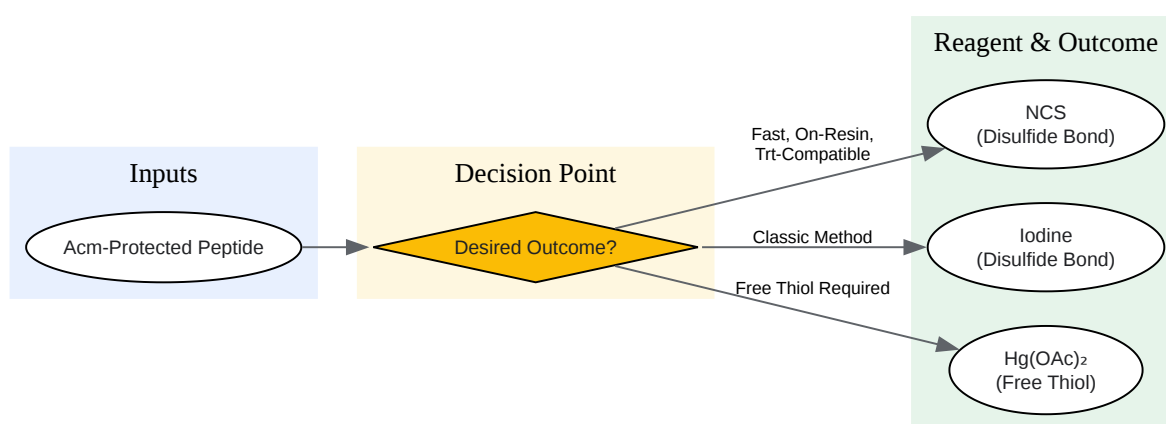 Inputs
Acm-Protected Peptide
Decision Point
Desired Outcome?
Fast, On-Resin,
Trt-Compatible
Classic Method
Free Thiol Required
Reagent & Outcome
NCS
(Disulfide Bond)
Iodine
(Disulfide Bond)
Hg(OAc)₂
(Free Thiol)